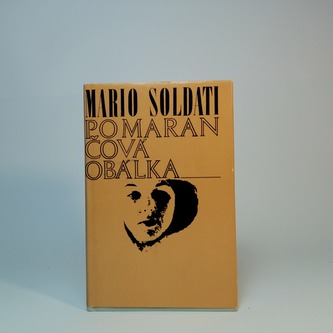 MARIO SOLDATI
POMARAN
ČOVÁ
OBÁLKA